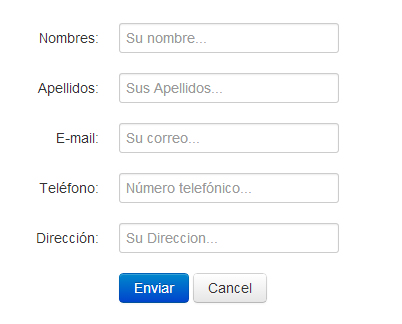 Nombres: Su nombre...
Apellidos: Sus Apellidos...
E-mail: Su correo...
Teléfono: Número telefónico...
Dirección: Su Direccion...
Enviar Cancel